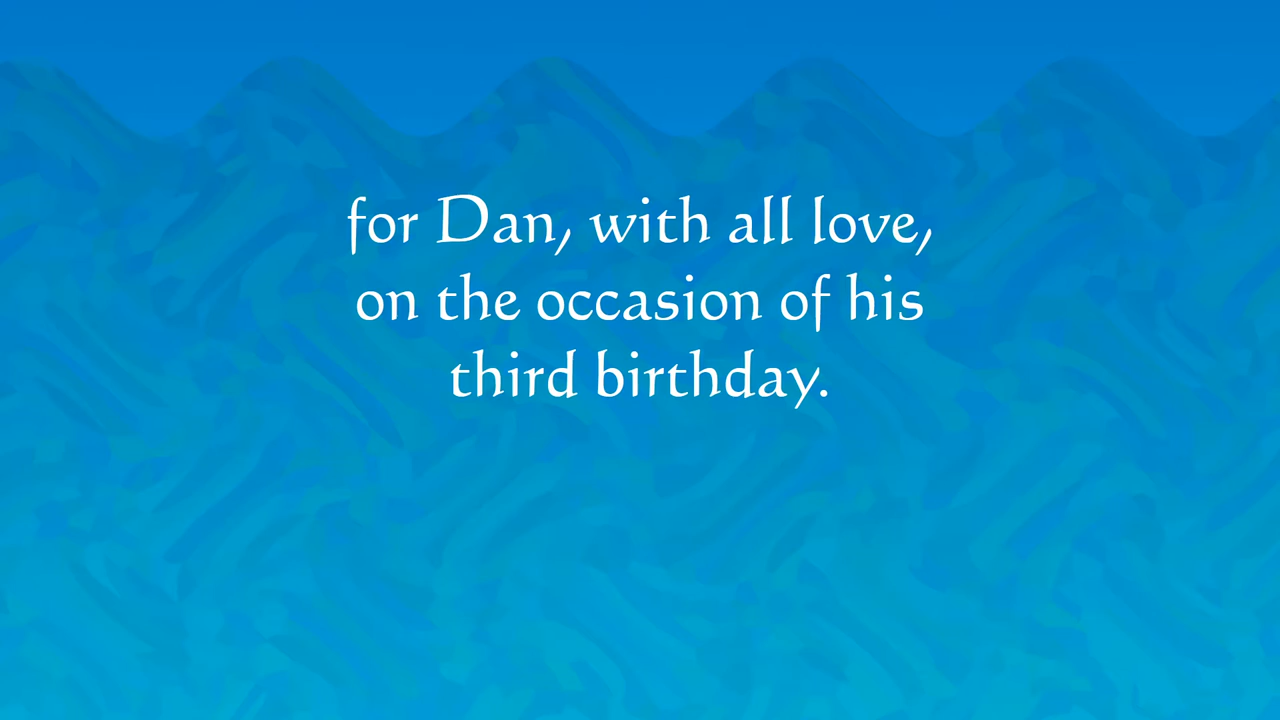 for Dan, with all love,
on the occasion of his
third birthday.